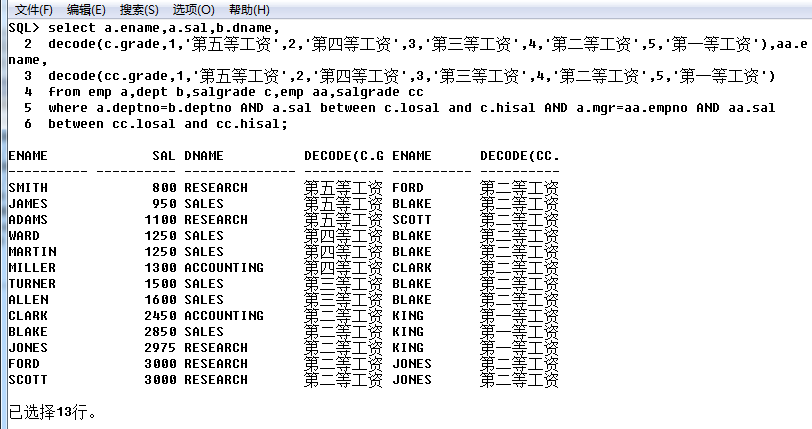 文件(F) 编辑(E) 搜索(S) 选项(O) 帮助(H)
SQL> select a.ename,a.sal,b.dname,
2 decode(c.grade,1,'第五等工资',2,'第四等工资',3,'第三等工资',4,'第二等工资',5,'第一等工资'),aa.e
name,
3 decode(cc.grade,1,'第五等工资',2,'第四等工资',3,'第三等工资',4,'第二等工资',5,'第一等工资')
4 from emp a,dept b,salgrade c,emp aa,salgrade cc
5 where a.deptno=b.deptno AND a.sal between c.losal and c.hisal AND a.mgr=aa.empno AND aa.sal
6 between cc.losal and cc.hisal;
ENAME SAL DNAME DECODE(C.G ENAME DECODE(CC.
---------- ---------- -------------- ---------- ---------- ----------
SMITH 800 RESEARCH 第五等工资 FORD 第二等工资
JAMES 950 SALES 第五等工资 BLAKE 第二等工资
ADAMS 1100 RESEARCH 第五等工资 SCOTT 第二等工资
WARD 1250 SALES 第四等工资 BLAKE 第二等工资
MARTIN 1250 SALES 第四等工资 BLAKE 第二等工资
MILLER 1300 ACCOUNTING 第四等工资 CLARK 第二等工资
TURNER 1500 SALES 第三等工资 BLAKE 第二等工资
ALLEN 1600 SALES 第三等工资 BLAKE 第二等工资
CLARK 2450 ACCOUNTING 第二等工资 KING 第一等工资
BLAKE 2850 SALES 第二等工资 KING 第一等工资
JONES 2975 RESEARCH 第二等工资 KING 第一等工资
FORD 3000 RESEARCH 第二等工资 JONES 第二等工资
SCOTT 3000 RESEARCH 第二等工资 JONES 第二等工资
已选择13行。